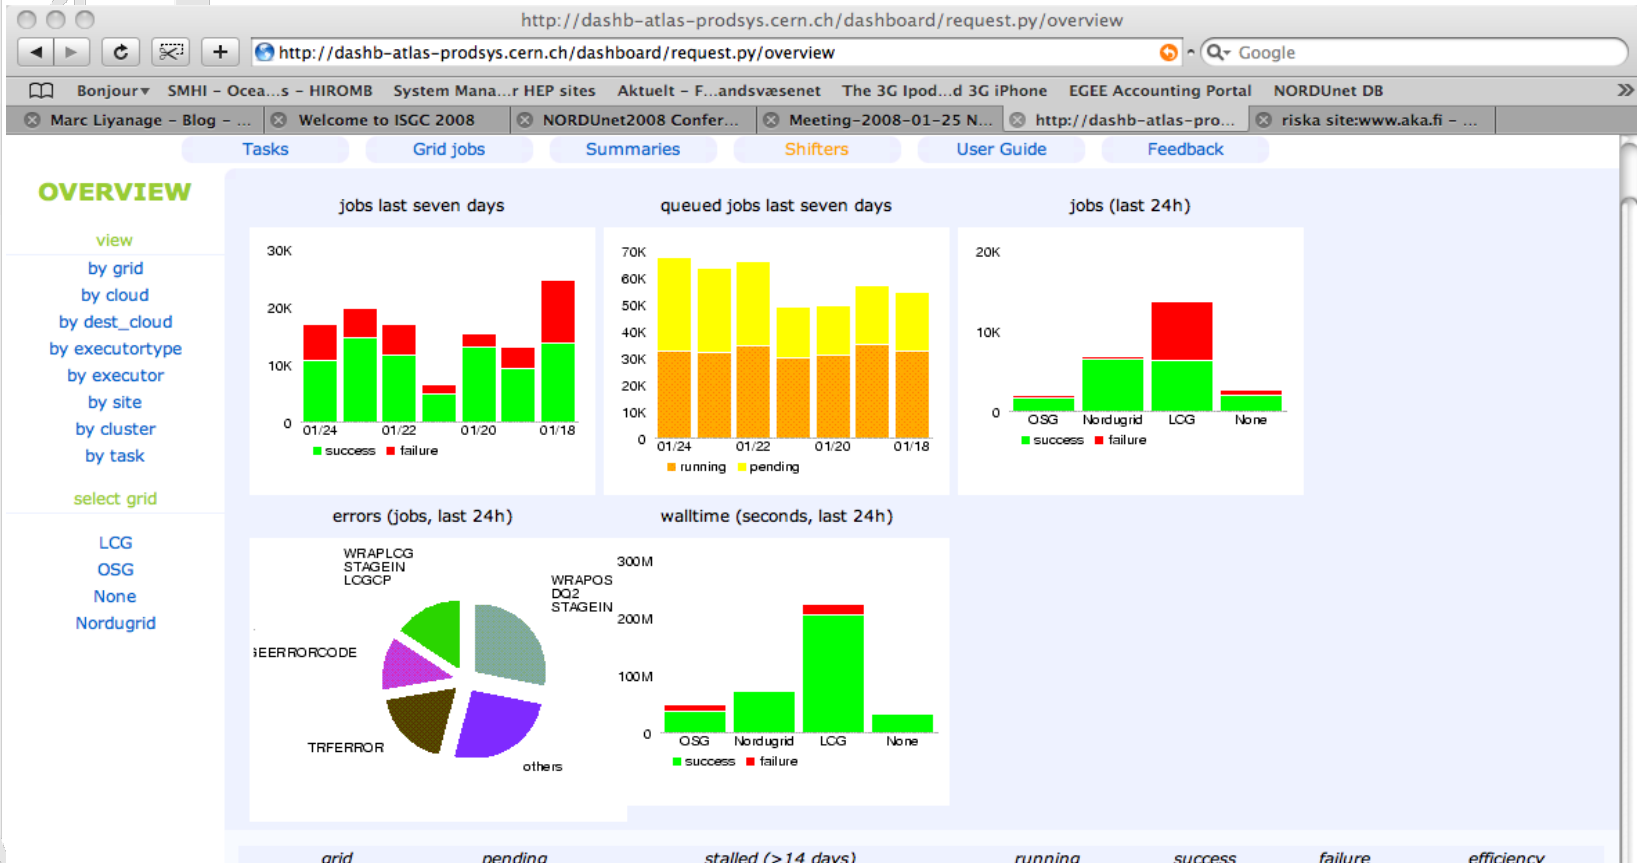 http://dashb-atlas-prodsys.cern.ch/dashboard/request.py/overview
http://dashb-atlas-prodsys.cern.ch/dashboard/request.py/overview
Google
Bonjour▾ SMHI – Ocea...s – HIROMB System Mana...r HEP sites Aktuelt – F...andsvæsenet The 3G Ipod...d 3G iPhone EGEE Accounting Portal NORDUnet DB
Marc Liyanage – Blog – ... Welcome to ISGC 2008 NORDUnet2008 Confer... Meeting-2008-01-25 N... http://dashb-atlas-pro... riska site:www.aka.fi – ...
Tasks Grid jobs Summaries Shifters User Guide Feedback
OVERVIEW
view
by grid
by cloud
by dest_cloud
by executortype
by executor
by site
by cluster
by task
select grid
LCG
OSG
None
Nordugrid
jobs last seven days
30K
20K
10K
0
01/24 01/22 01/20 01/18
success failure
queued jobs last seven days
70K
60K
50K
40K
30K
20K
10K
0
01/24 01/22 01/20 01/18
running pending
jobs (last 24h)
20K
10K
0
OSG Nordugrid LCG None
success failure
errors (jobs, last 24h)
WRAPLCG
STAGEIN
LCGCP
WRAPOS
DQ2
STAGEIN
EERRORCODE
TRFERROR
others
walltime (seconds, last 24h)
300M
200M
100M
0
OSG Nordugrid LCG None
success failure
grid pending stalled (>14 days) running success failure efficiency